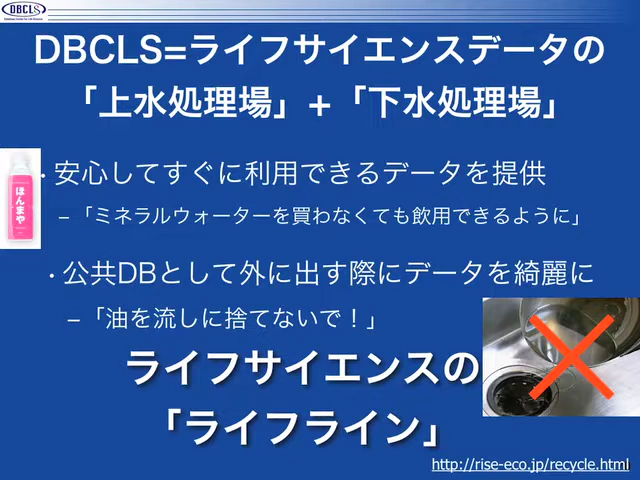 DBCLS
DBCLS=ライフサイエンスデータの
「上水処理場」+「下水処理場」
ほんまや
・安心してすぐに利用できるデータを提供
–「ミネラルウォーターを買わなくても飲用できるように」
・公共DBとして外に出す際にデータを綺麗に
–「油を流しに捨てないで！」
ライフサイエンスの
「ライフライン」
http://rise-eco.jp/recycle.html